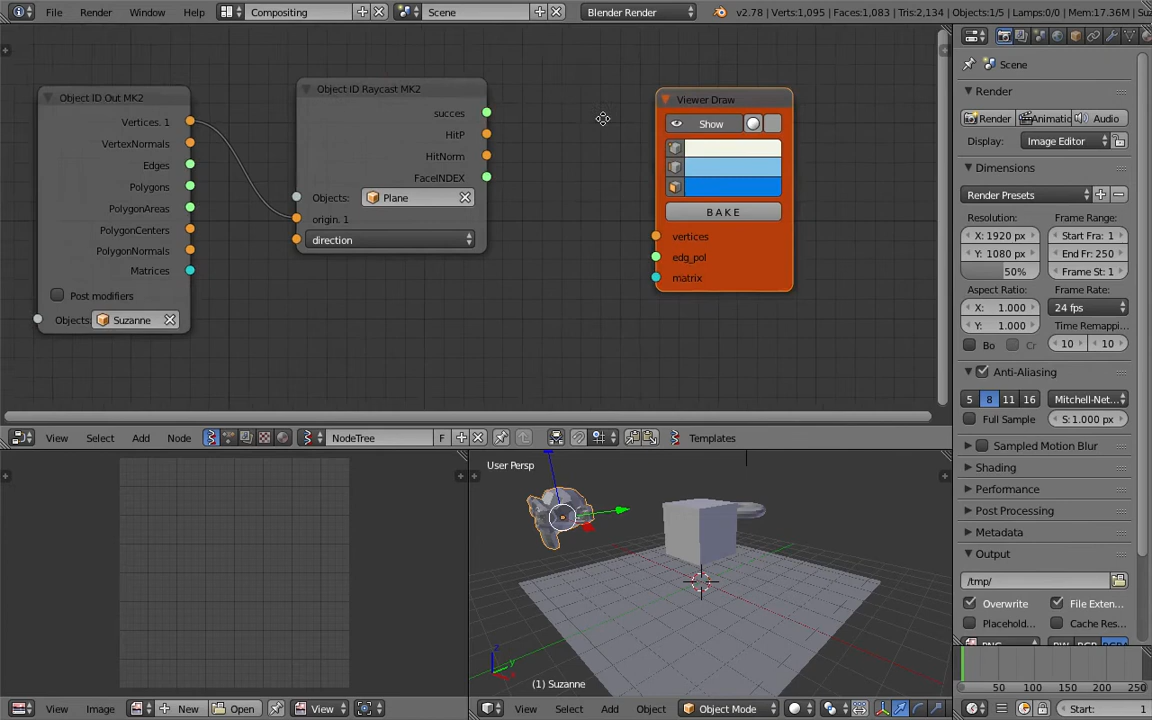 File Render Window Help Compositing Scene Blender Render v2.78 | Verts:1,095 | Faces:1,083 | Tris:2,134 | Objects:1/5 | Lamps:0/0 | Mem:17.36M | Suz
Object ID Out MK2
Vertices. 1
VertexNormals
Edges
Polygons
PolygonAreas
PolygonCenters
PolygonNormals
Matrices
Post modifiers
Objects: Suzanne
Object ID Raycast MK2
succes
HitP
HitNorm
FaceINDEX
Objects: Plane
origin. 1
direction
Viewer Draw
Show
BAKE
vertices
edg_pol
matrix
Scene
Render
Render Animatic Audio
Display: Image Editor
Dimensions
Render Presets
Resolution: Frame Range:
X: 1920 px Start Fra: 1
Y: 1080 px End Fr: 250
50% Frame St: 1
Aspect Ratio: Frame Rate:
X: 1.000 24 fps
Y: 1.000 Time Remappi...
Bo Cr 10 10
Anti-Aliasing
5 8 11 16 Mitchell-Net...
Full Sample S:1.000 px
Sampled Motion Blur
Shading
Performance
Post Processing
Metadata
Output
/tmp/
Overwrite File Exten...
Placehold... Cache Res...
View Select Add Node NodeTree F Templates
User Persp
z
y
x
(1) Suzanne
View Image New Open View
View Select Add Object Object Mode
0 50 100 150 200 250
Start: 1